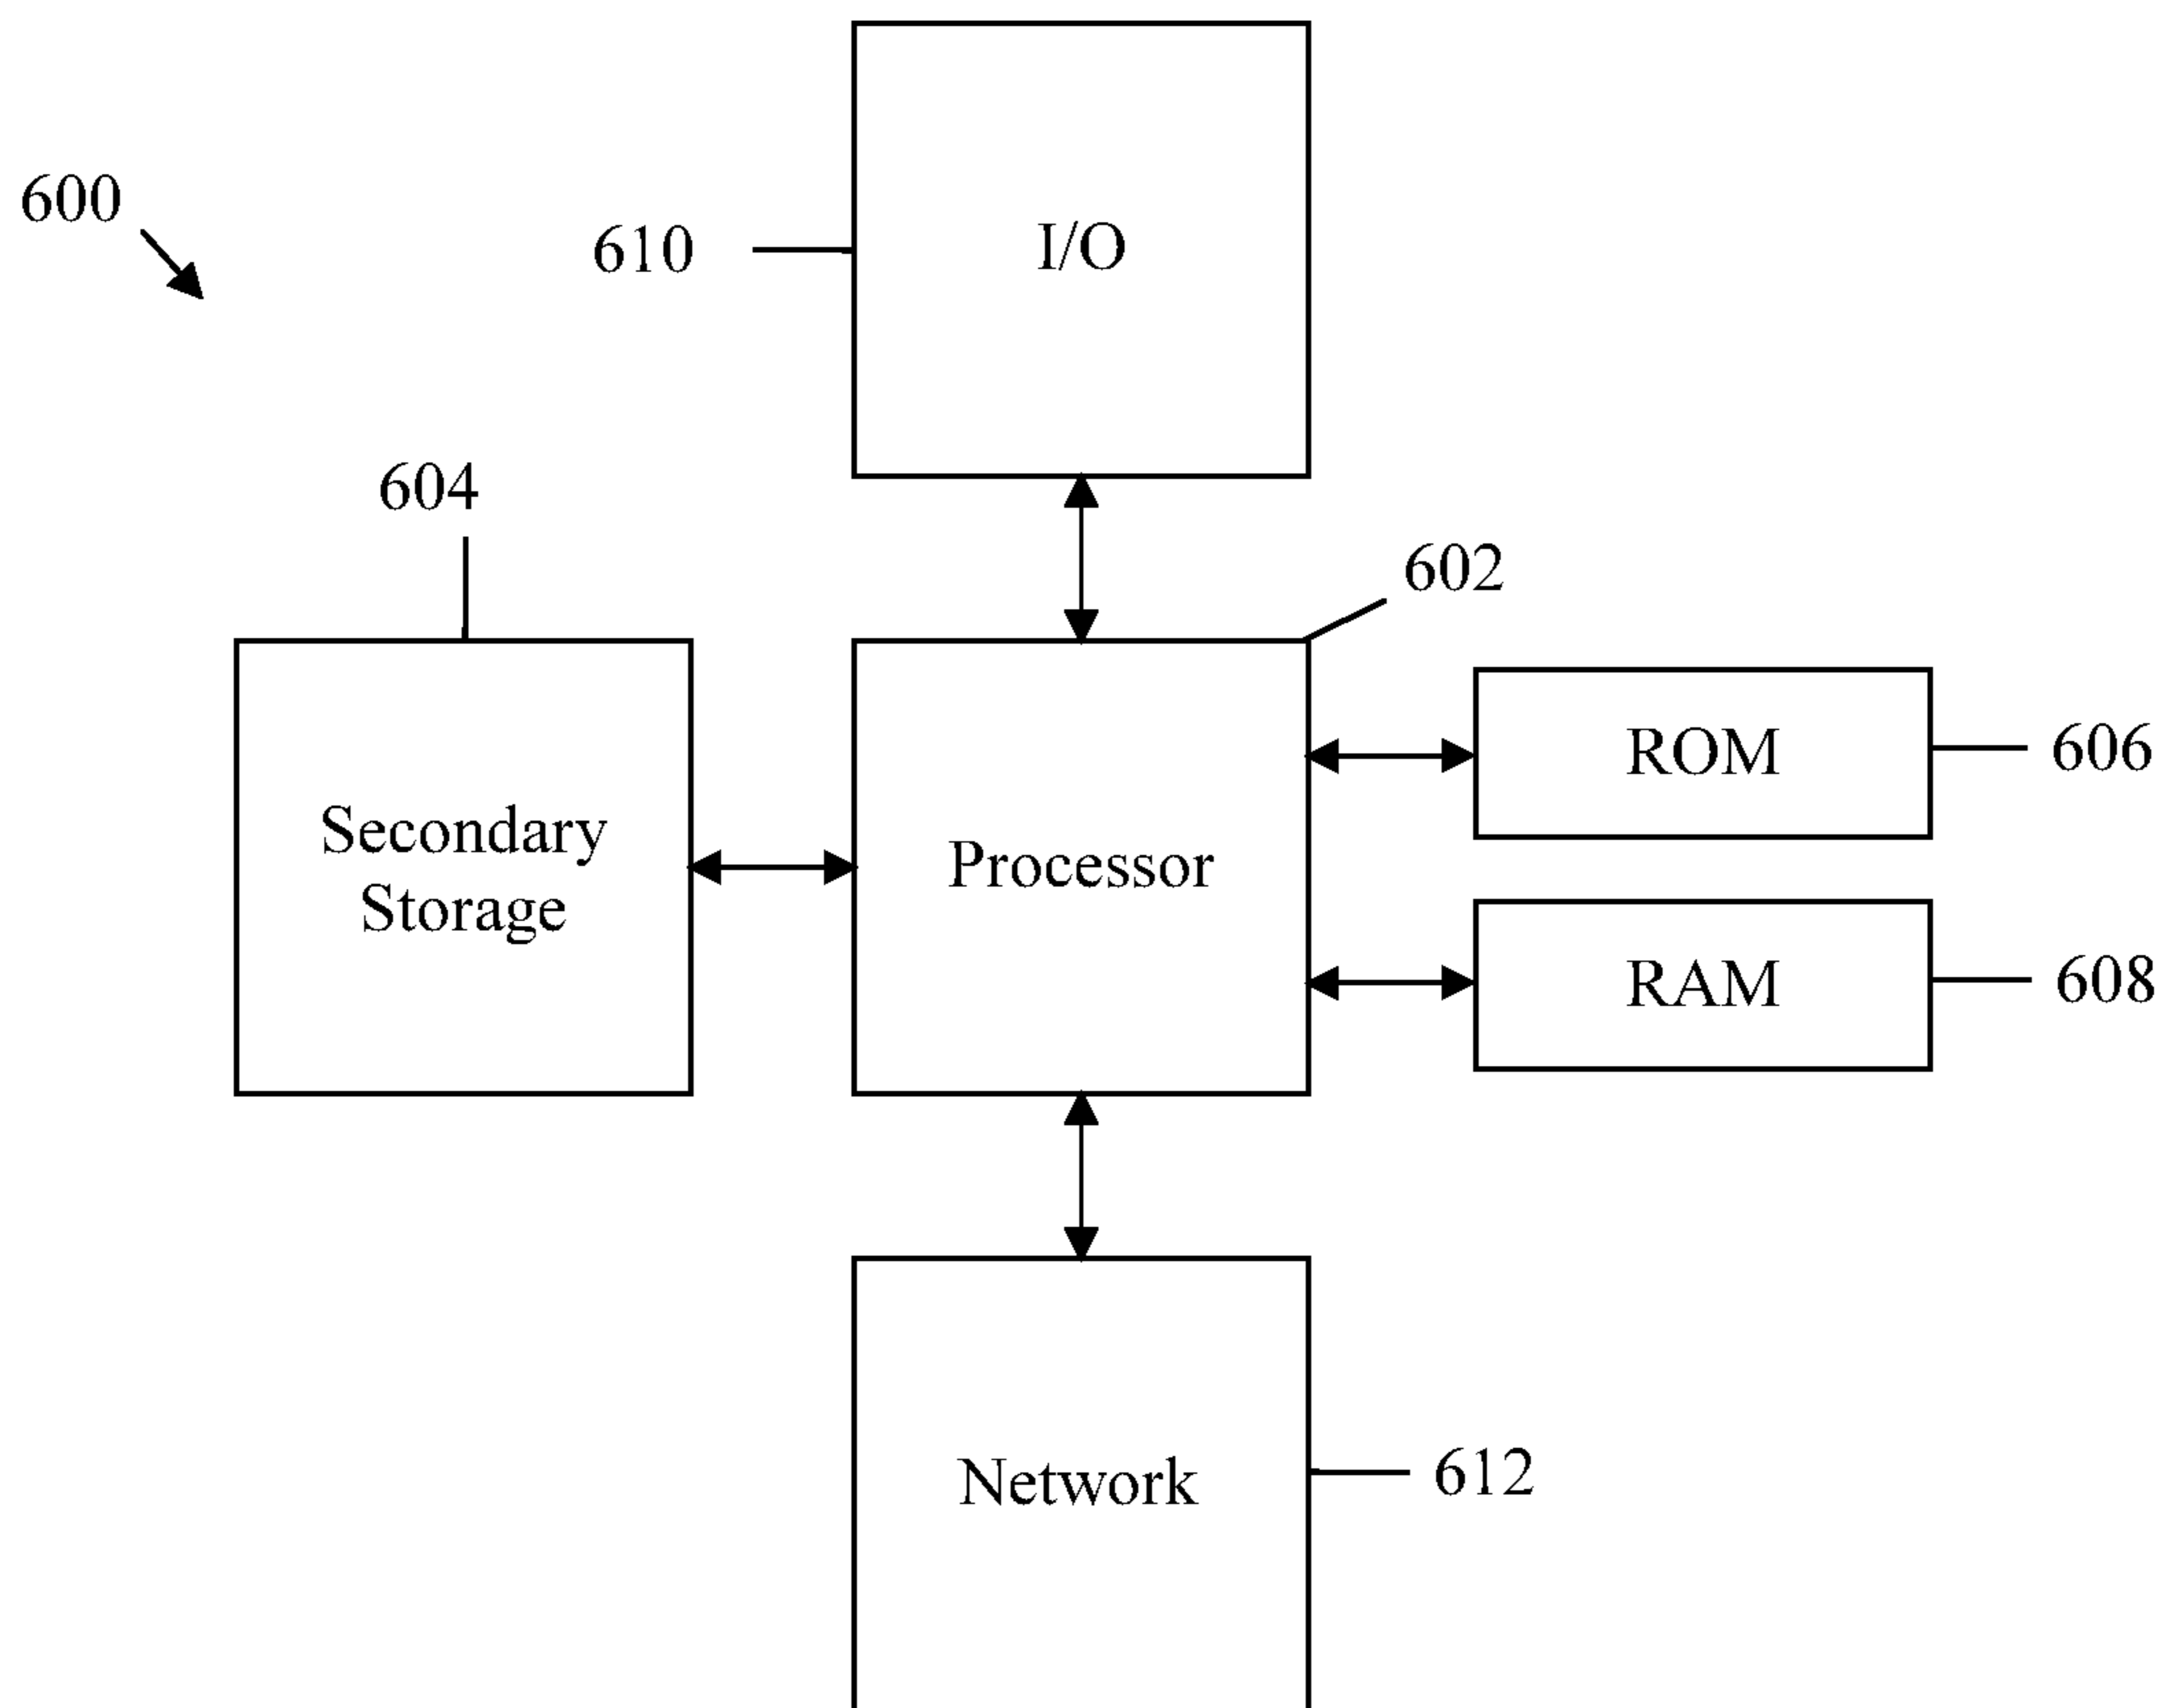 600
610
I/O
604
602
Secondary
Storage
Processor
ROM
606
RAM
608
Network
612